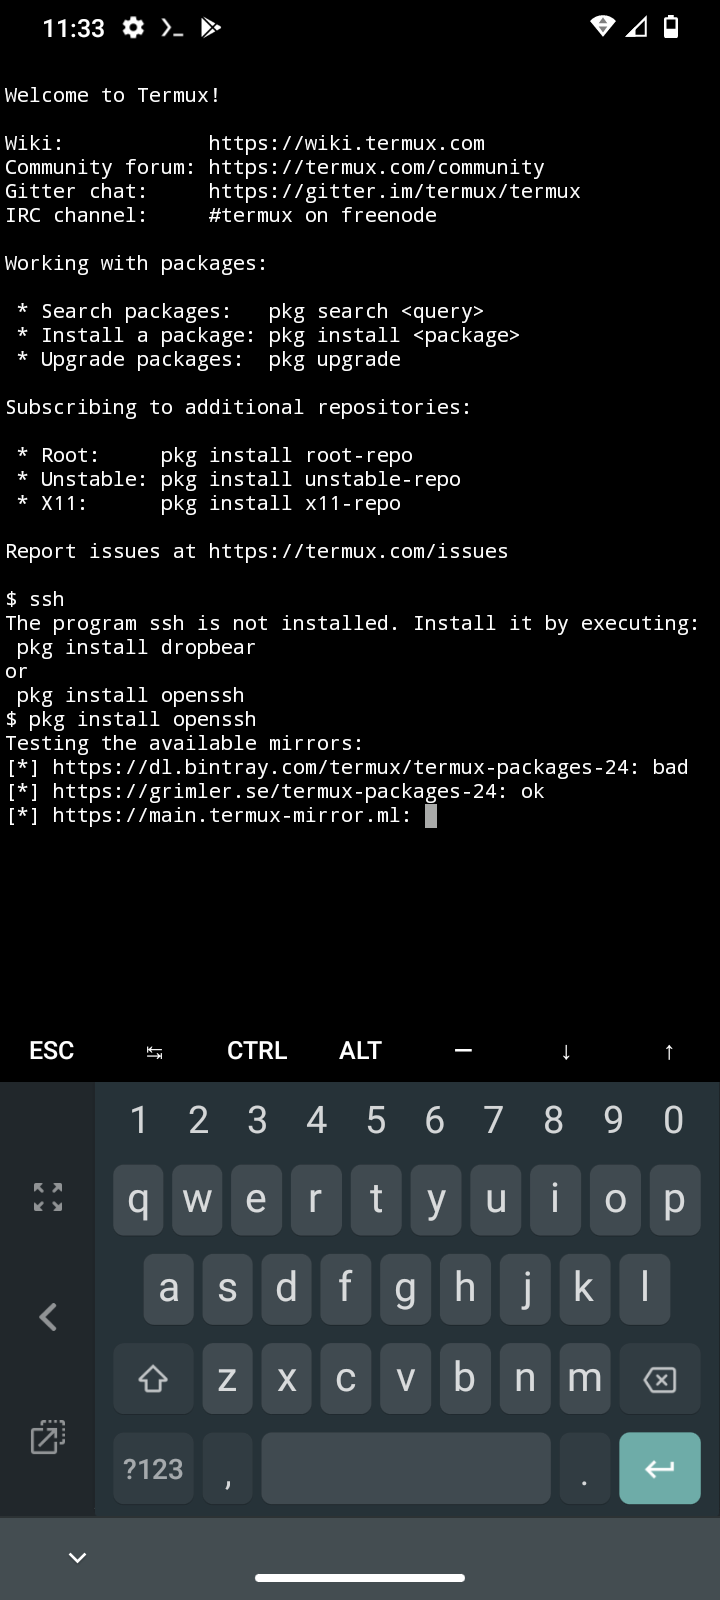 11:33
Welcome to Termux!
Wiki: https://wiki.termux.com
Community forum: https://termux.com/community
Gitter chat: https://gitter.im/termux/termux
IRC channel: #termux on freenode
Working with packages:
* Search packages: pkg search <query>
* Install a package: pkg install <package>
* Upgrade packages: pkg upgrade
Subscribing to additional repositories:
* Root: pkg install root-repo
* Unstable: pkg install unstable-repo
* X11: pkg install x11-repo
Report issues at https://termux.com/issues
$ ssh
The program ssh is not installed. Install it by executing:
pkg install dropbear
or
pkg install openssh
$ pkg install openssh
Testing the available mirrors:
[*] https://dl.bintray.com/termux/termux-packages-24: bad
[*] https://grimler.se/termux-packages-24: ok
[*] https://main.termux-mirror.ml:
ESC ↹ CTRL ALT — ↓ ↑
1 2 3 4 5 6 7 8 9 0
q w e r t y u i o p
a s d f g h j k l
z x c v b n m
?123 , .